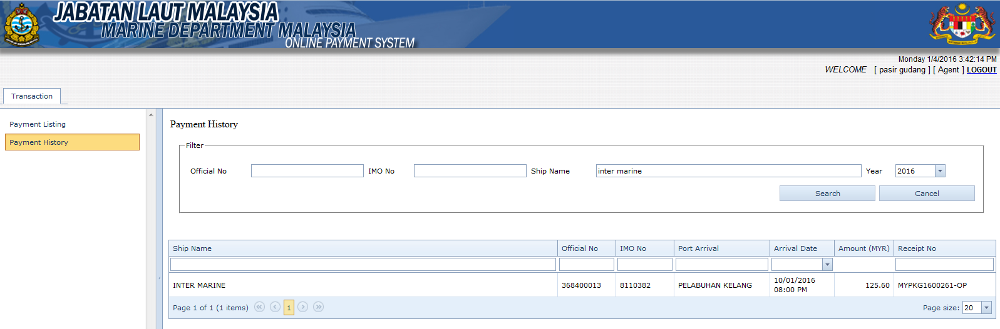 JABATAN LAUT MALAYSIA
MARINE DEPARTMENT MALAYSIA
ONLINE PAYMENT SYSTEM
Monday 1/4/2016 3:42:14 PM
WELCOME [ pasir gudang ] [ Agent ] LOGOUT
Transaction
Payment Listing
Payment History
Payment History
Filter
Official No IMO No Ship Name inter marine Year 2016
Search Cancel
Ship Name Official No IMO No Port Arrival Arrival Date Amount (MYR) Receipt No
INTER MARINE 368400013 8110382 PELABUHAN KELANG 10/01/2016 08:00 PM 125.60 MYPKG1600261-OP
Page 1 of 1 (1 items) 1 Page size: 20